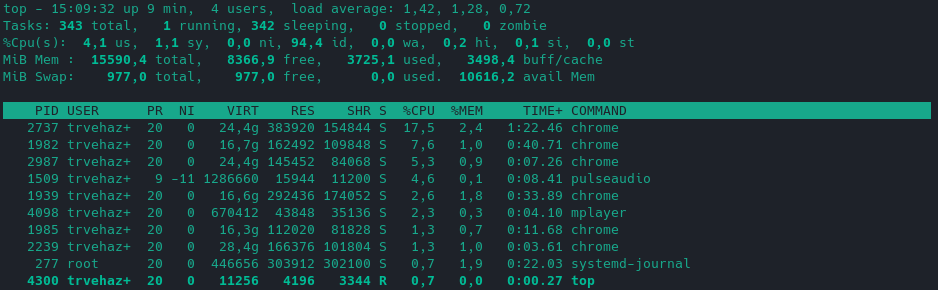 top - 15:09:32 up 9 min,  4 users,  load average: 1,42, 1,28, 0,72
Tasks: 343 total,   1 running, 342 sleeping,   0 stopped,   0 zombie
%Cpu(s):  4,1 us,  1,1 sy,  0,0 ni, 94,4 id,  0,0 wa,  0,2 hi,  0,1 si,  0,0 st
MiB Mem :  15590,4 total,   8366,9 free,   3725,1 used,   3498,4 buff/cache
MiB Swap:    977,0 total,    977,0 free,      0,0 used.  10616,2 avail Mem
PID USER      PR  NI    VIRT    RES    SHR S  %CPU  %MEM     TIME+ COMMAND
2737 trvehaz+  20   0   24,4g 383920 154844 S  17,5   2,4   1:22.46 chrome
1982 trvehaz+  20   0   16,7g 162492 109848 S   7,6   1,0   0:40.71 chrome
2987 trvehaz+  20   0   24,4g 145452  84068 S   5,3   0,9   0:07.26 chrome
1509 trvehaz+   9 -11 1286660  15944  11200 S   4,6   0,1   0:08.41 pulseaudio
1939 trvehaz+  20   0   16,6g 292436 174052 S   2,6   1,8   0:33.89 chrome
4098 trvehaz+  20   0  670412  43848  35136 S   2,3   0,3   0:04.10 mplayer
1985 trvehaz+  20   0   16,3g 112020  81828 S   1,3   0,7   0:11.68 chrome
2239 trvehaz+  20   0   28,4g 166376 101804 S   1,3   1,0   0:03.61 chrome
277 root      20   0  446656 303912 302100 S   0,7   1,9   0:22.03 systemd-journal
4300 trvehaz+  20   0   11256   4196   3344 R   0,7   0,0   0:00.27 top